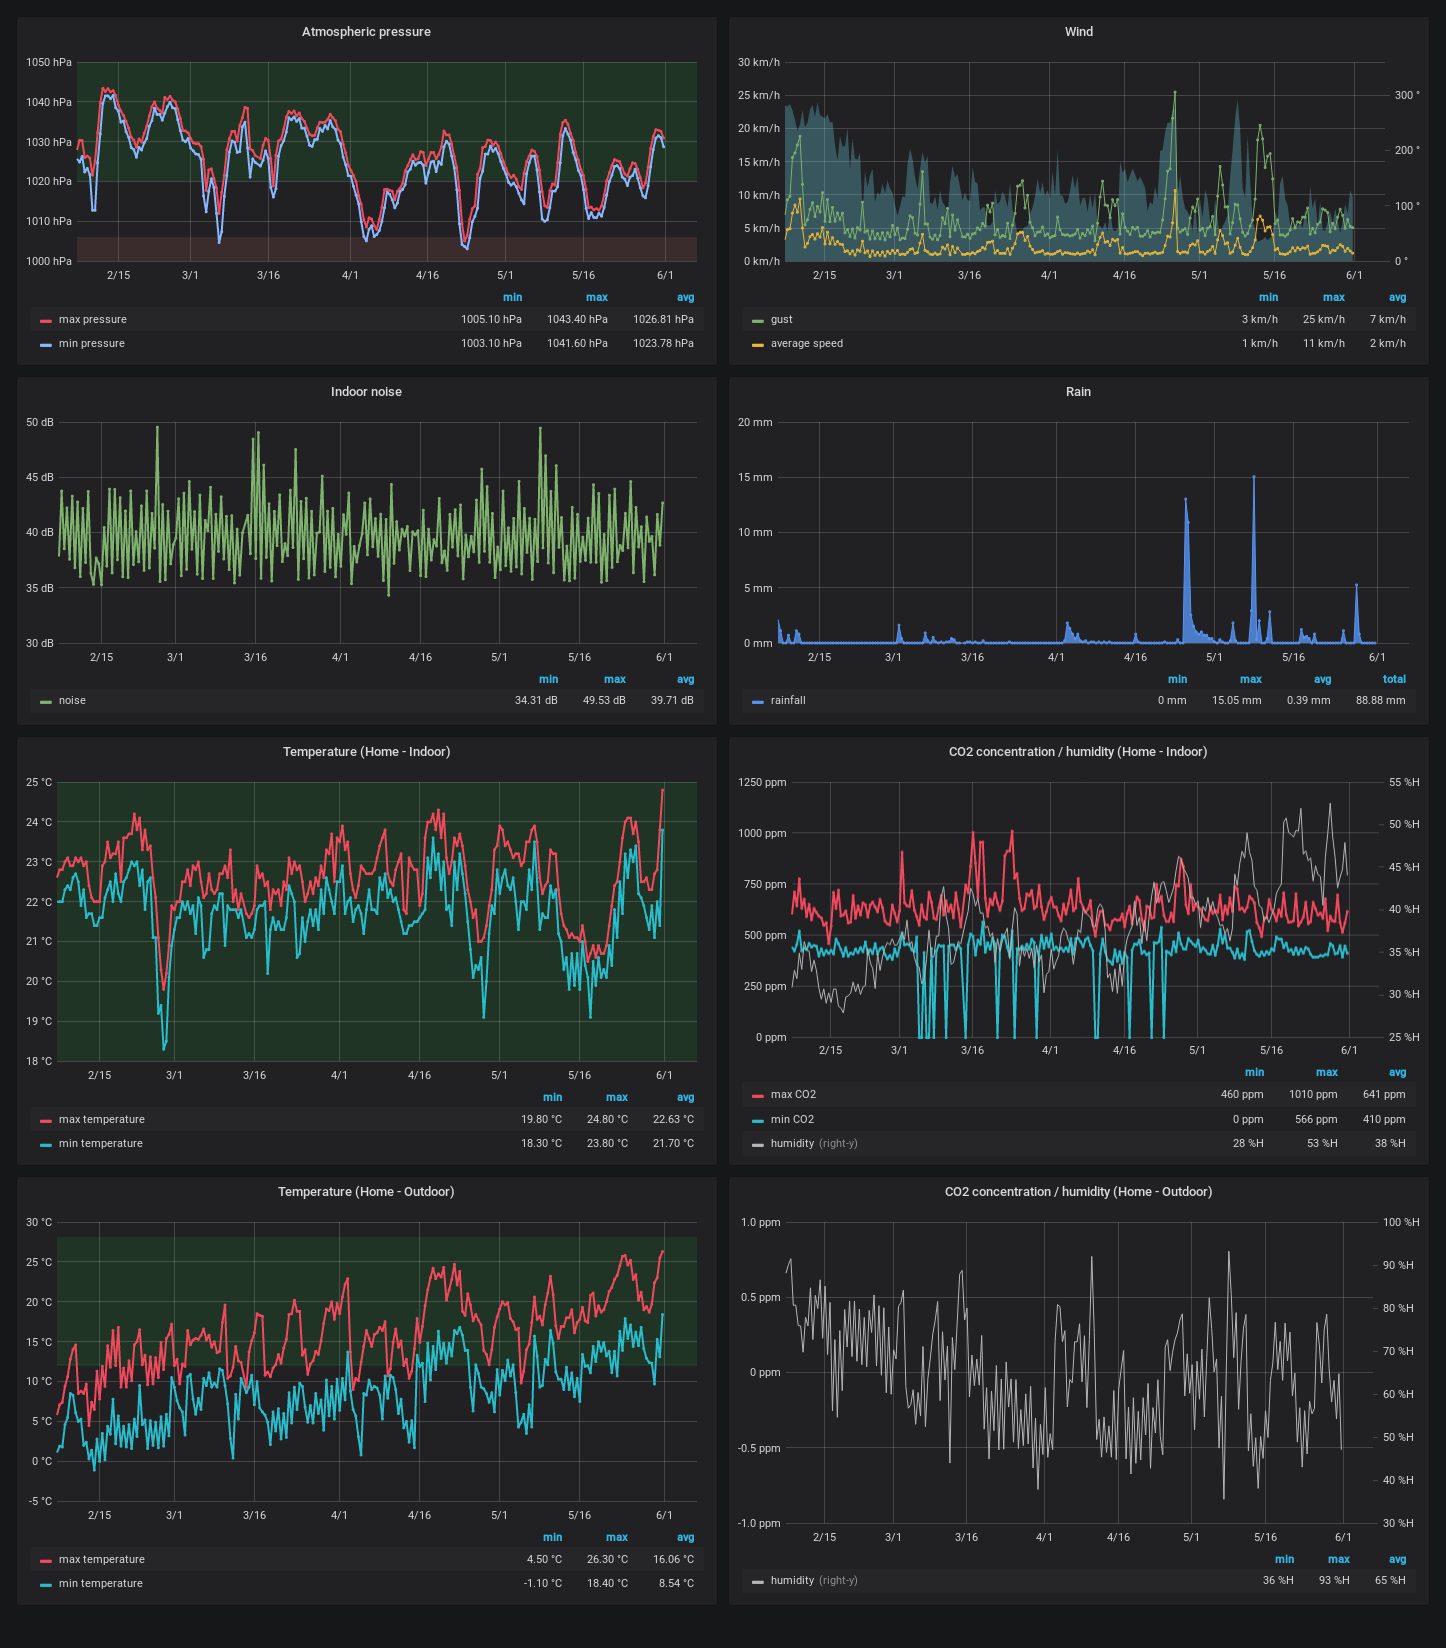 Atmospheric pressure
1050 hPa
1040 hPa
1030 hPa
1020 hPa
1010 hPa
1000 hPa
2/15 3/1 3/16 4/1 4/16 5/1 5/16 6/1
min max avg
max pressure 1005.10 hPa 1043.40 hPa 1026.81 hPa
min pressure 1003.10 hPa 1041.60 hPa 1023.78 hPa
Wind
30 km/h
25 km/h 300 °
20 km/h
15 km/h 200 °
10 km/h
5 km/h 100 °
0 km/h 0 °
2/15 3/1 3/16 4/1 4/16 5/1 5/16 6/1
min max avg
gust 3 km/h 25 km/h 7 km/h
average speed 1 km/h 11 km/h 2 km/h
Indoor noise
50 dB
45 dB
40 dB
35 dB
30 dB
2/15 3/1 3/16 4/1 4/16 5/1 5/16 6/1
min max avg
noise 34.31 dB 49.53 dB 39.71 dB
Rain
20 mm
15 mm
10 mm
5 mm
0 mm
2/15 3/1 3/16 4/1 4/16 5/1 5/16 6/1
min max avg total
rainfall 0 mm 15.05 mm 0.39 mm 88.88 mm
Temperature (Home - Indoor)
25 °C
24 °C
23 °C
22 °C
21 °C
20 °C
19 °C
18 °C
2/15 3/1 3/16 4/1 4/16 5/1 5/16 6/1
min max avg
max temperature 19.80 °C 24.80 °C 22.63 °C
min temperature 18.30 °C 23.80 °C 21.70 °C
CO2 concentration / humidity (Home - Indoor)
1250 ppm 55 %H
50 %H
1000 ppm
45 %H
750 ppm
40 %H
500 ppm
35 %H
250 ppm
30 %H
0 ppm 25 %H
2/15 3/1 3/16 4/1 4/16 5/1 5/16 6/1
min max avg
max CO2 460 ppm 1010 ppm 641 ppm
min CO2 0 ppm 566 ppm 410 ppm
humidity (right-y) 28 %H 53 %H 38 %H
Temperature (Home - Outdoor)
30 °C
25 °C
20 °C
15 °C
10 °C
5 °C
0 °C
-5 °C
2/15 3/1 3/16 4/1 4/16 5/1 5/16 6/1
min max avg
max temperature 4.50 °C 26.30 °C 16.06 °C
min temperature -1.10 °C 18.40 °C 8.54 °C
CO2 concentration / humidity (Home - Outdoor)
1.0 ppm 100 %H
90 %H
0.5 ppm
80 %H
70 %H
0 ppm
60 %H
50 %H
-0.5 ppm
40 %H
-1.0 ppm 30 %H
2/15 3/1 3/16 4/1 4/16 5/1 5/16 6/1
min max avg
humidity (right-y) 36 %H 93 %H 65 %H